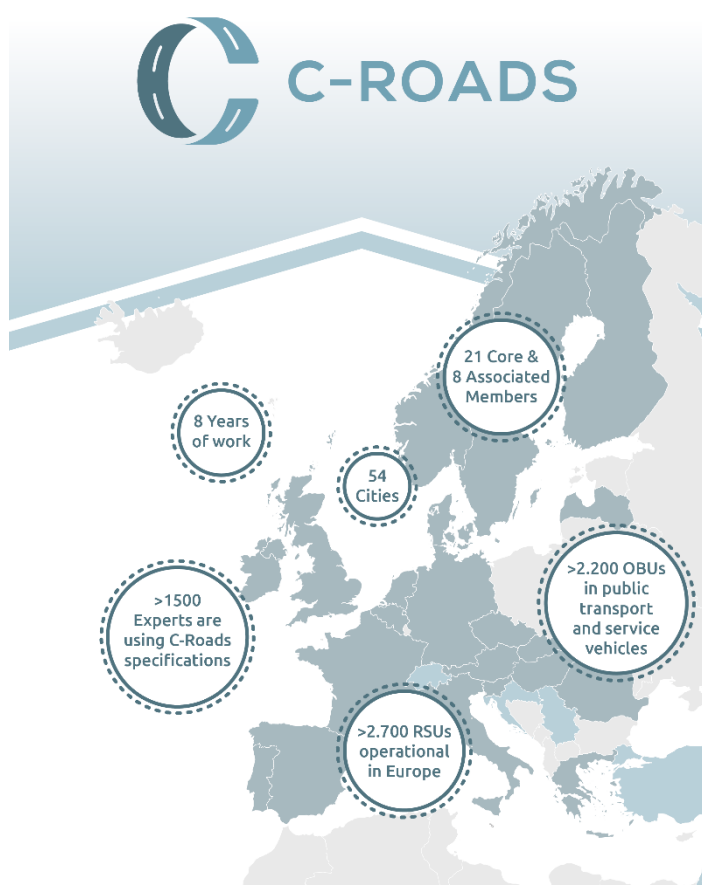 C-ROADS
21 Core &
8 Associated
Members
8 Years
of work
54
Cities
>2.200 OBUs
in public
transport
and service
vehicles
>1500
Experts are
using C-Roads
specifications
>2.700 RSUs
operational
in Europe